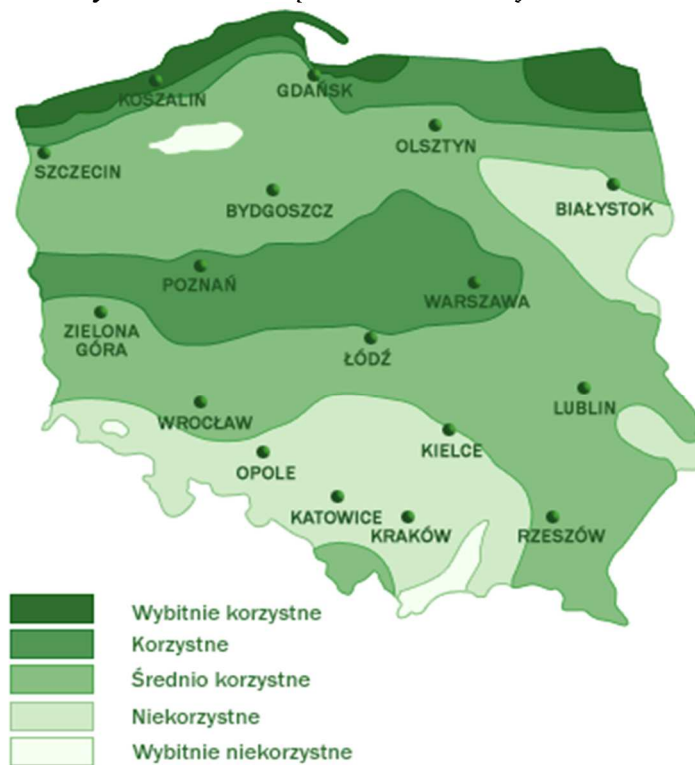 KOSZALIN
GDAŃSK
OLSZTYN
SZCZECIN
BYDGOSZCZ
BIAŁYSTOK
POZNAŃ
WARSZAWA
ZIELONA
GÓRA
ŁÓDŹ
LUBLIN
WROCŁAW
KIELCE
OPOLE
KATOWICE
KRAKÓW
RZESZÓW
Wybitnie korzystne
Korzystne
Średnio korzystne
Niekorzystne
Wybitnie niekorzystne